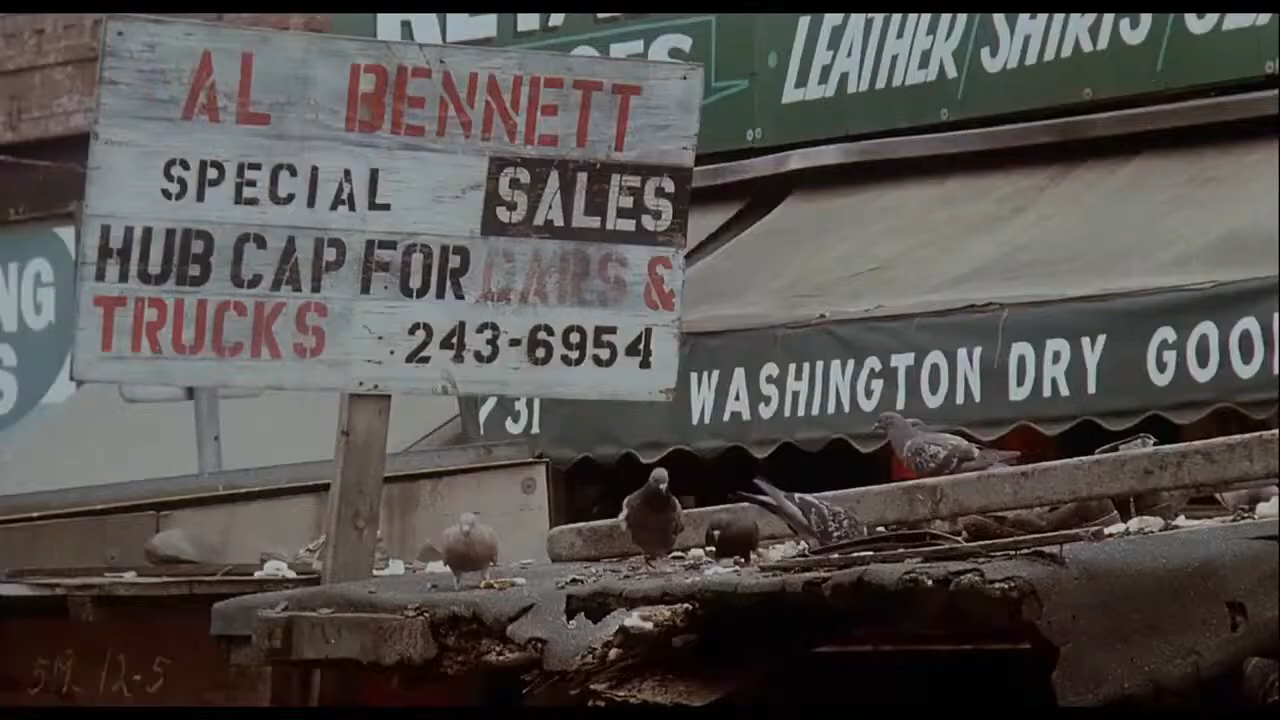 AL BENNETT
SPECIAL SALES
HUB CAP FOR CARS &
TRUCKS 243-6954
LEATHER/SHIRTS/
WASHINGTON DRY GOO
NG
S
731
12-5